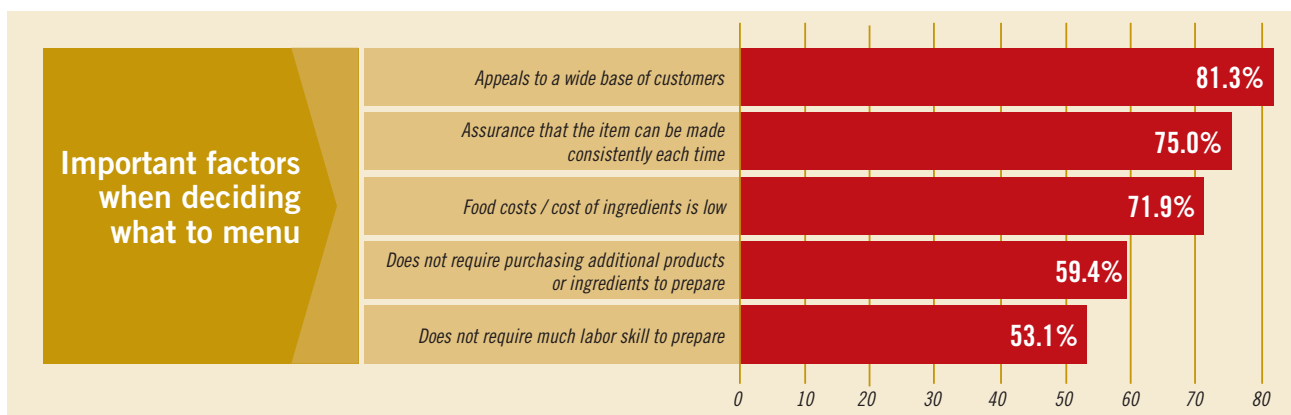 Important factors
when deciding
what to menu
Appeals to a wide base of customers
81.3%
Assurance that the item can be made
consistently each time
75.0%
Food costs / cost of ingredients is low
71.9%
Does not require purchasing additional products
or ingredients to prepare
59.4%
Does not require much labor skill to prepare
53.1%
0 10 20 30 40 50 60 70 80